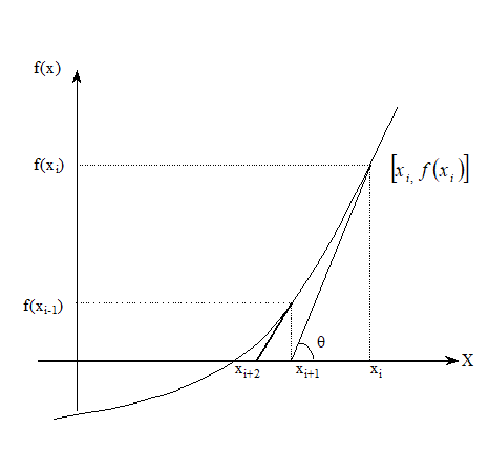 f(x)
f(xᵢ)
[xᵢ, f(xᵢ)]
f(xᵢ₋₁)
θ
X
xᵢ₊₂ xᵢ₊₁ xᵢ